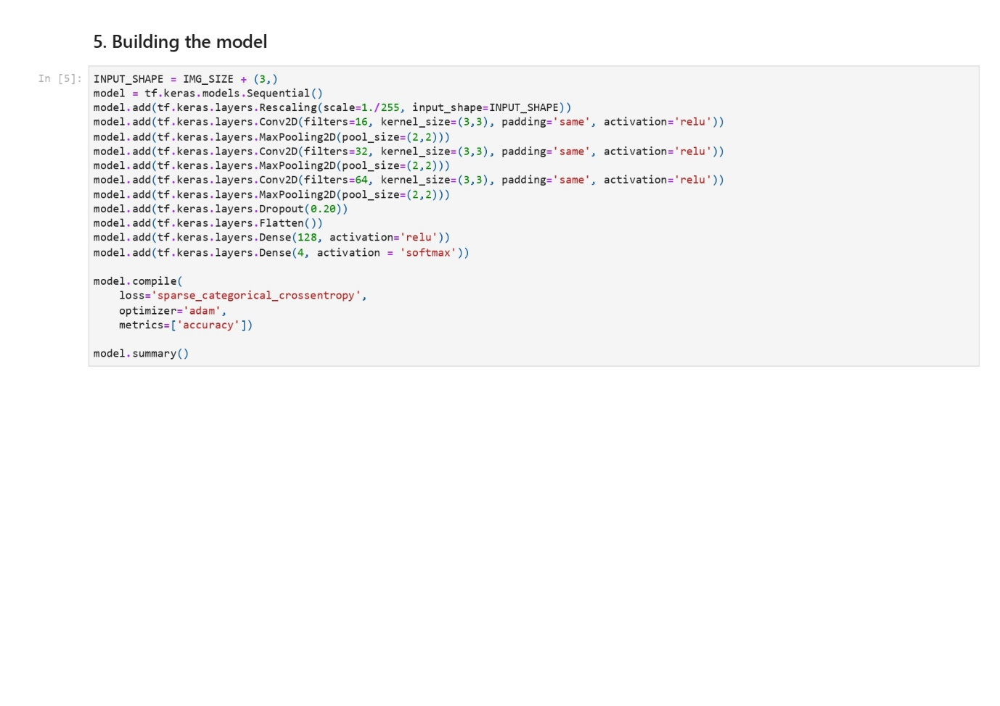 5. Building the model
In [5]:
INPUT_SHAPE = IMG_SIZE + (3,)
model = tf.keras.models.Sequential()
model.add(tf.keras.layers.Rescaling(scale=1./255, input_shape=INPUT_SHAPE))
model.add(tf.keras.layers.Conv2D(filters=16, kernel_size=(3,3), padding='same', activation='relu'))
model.add(tf.keras.layers.MaxPooling2D(pool_size=(2,2)))
model.add(tf.keras.layers.Conv2D(filters=32, kernel_size=(3,3), padding='same', activation='relu'))
model.add(tf.keras.layers.MaxPooling2D(pool_size=(2,2)))
model.add(tf.keras.layers.Conv2D(filters=64, kernel_size=(3,3), padding='same', activation='relu'))
model.add(tf.keras.layers.MaxPooling2D(pool_size=(2,2)))
model.add(tf.keras.layers.Dropout(0.20))
model.add(tf.keras.layers.Flatten())
model.add(tf.keras.layers.Dense(128, activation='relu'))
model.add(tf.keras.layers.Dense(4, activation = 'softmax'))
model.compile(
    loss='sparse_categorical_crossentropy',
    optimizer='adam',
    metrics=['accuracy'])
model.summary()